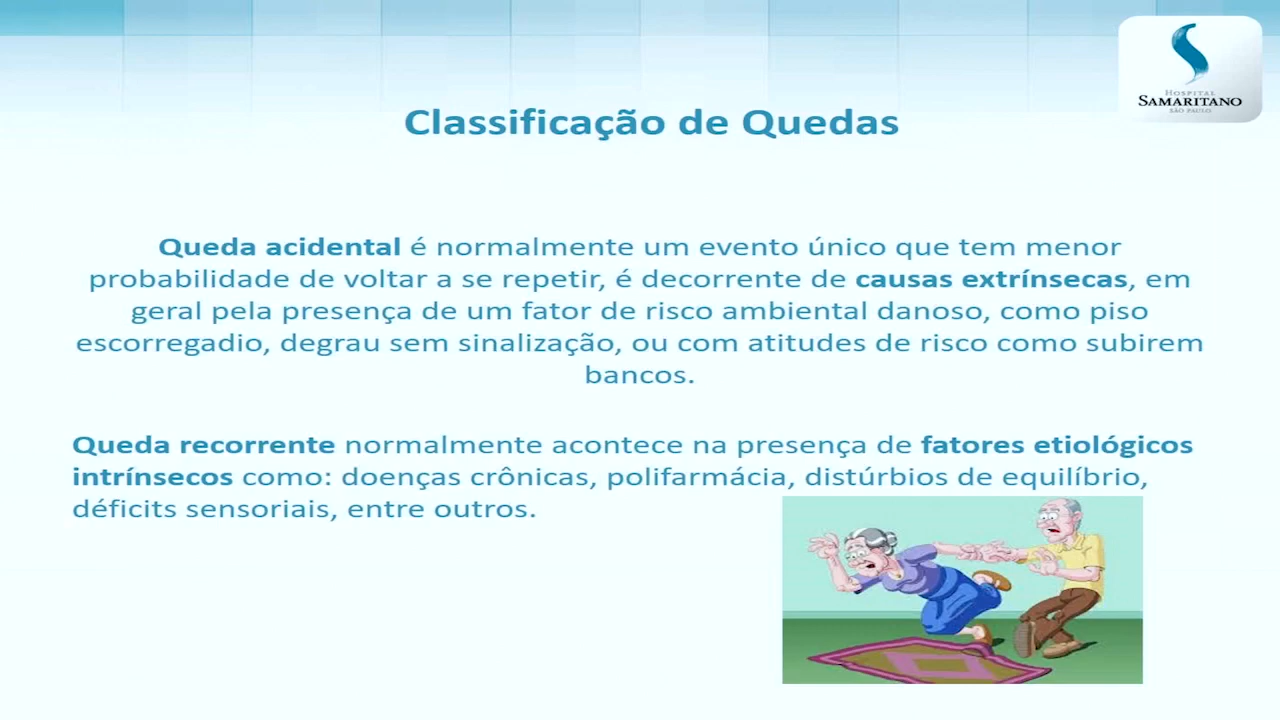 HOSPITAL
SAMARITANO
SÃO PAULO
Classificação de Quedas
Queda acidental é normalmente um evento único que tem menor
probabilidade de voltar a se repetir, é decorrente de causas extrínsecas, em
geral pela presença de um fator de risco ambiental danoso, como piso
escorregadio, degrau sem sinalização, ou com atitudes de risco como subirem
bancos.
Queda recorrente normalmente acontece na presença de fatores etiológicos
intrínsecos como: doenças crônicas, polifarmácia, distúrbios de equilíbrio,
déficits sensoriais, entre outros.